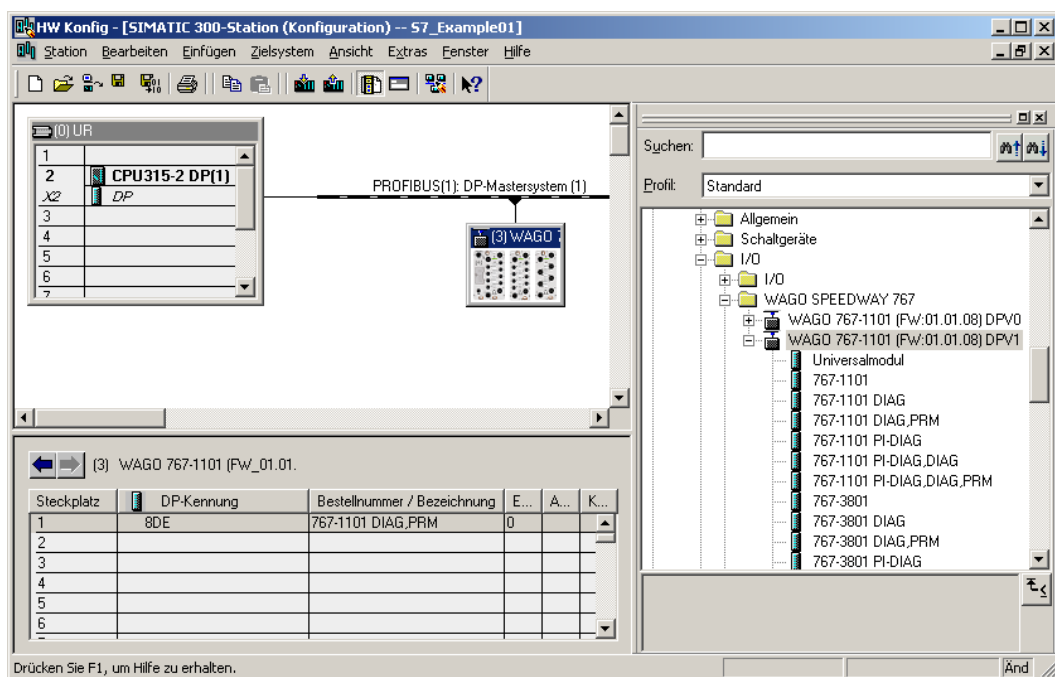 HW Konfig - [SIMATIC 300-Station (Konfiguration) -- S7_Example01]
Station Bearbeiten Einfügen Zielsystem Ansicht Extras Fenster Hilfe
(0) UR
1
2 CPU315-2 DP(1)
X2 DP
3
4
5
6
7
PROFIBUS(1): DP-Mastersystem (1)
(3) WAGO 7
Suchen:
Profil: Standard
Allgemein
Schaltgeräte
I/O
I/O
WAGO SPEEDWAY 767
WAGO 767-1101 (FW:01.01.08) DPV0
WAGO 767-1101 (FW:01.01.08) DPV1
Universalmodul
767-1101
767-1101 DIAG
767-1101 DIAG,PRM
767-1101 PI-DIAG
767-1101 PI-DIAG,DIAG
767-1101 PI-DIAG,DIAG,PRM
767-3801
767-3801 DIAG
767-3801 DIAG,PRM
767-3801 PI-DIAG
(3) WAGO 767-1101 (FW_01.01.
Steckplatz DP-Kennung Bestellnummer / Bezeichnung E... A... K...
1 8DE 767-1101 DIAG,PRM 0
2
3
4
5
6
Drücken Sie F1, um Hilfe zu erhalten.
Änd